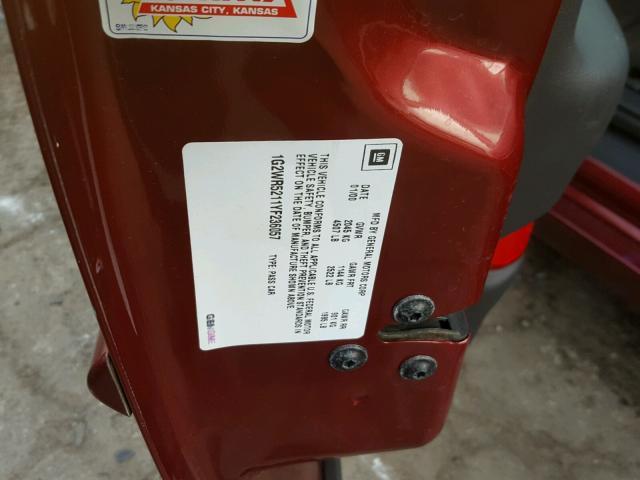 KANSAS CITY, KANSAS
GM
MFD BY GENERAL MOTORS CORP
DATE GVWR GAWR FRT GAWR RR
01/00 2045 KG 1144 KG 901 KG
4507 LB 2522 LB 1985 LB
THIS VEHICLE CONFORMS TO ALL APPLICABLE U.S. FEDERAL MOTOR
VEHICLE SAFETY, BUMPER, AND THEFT PREVENTION STANDARDS IN
EFFECT ON THE DATE OF MANUFACTURE SHOWN ABOVE
1G2WR5211YF236057 TYPE: PASS CAR